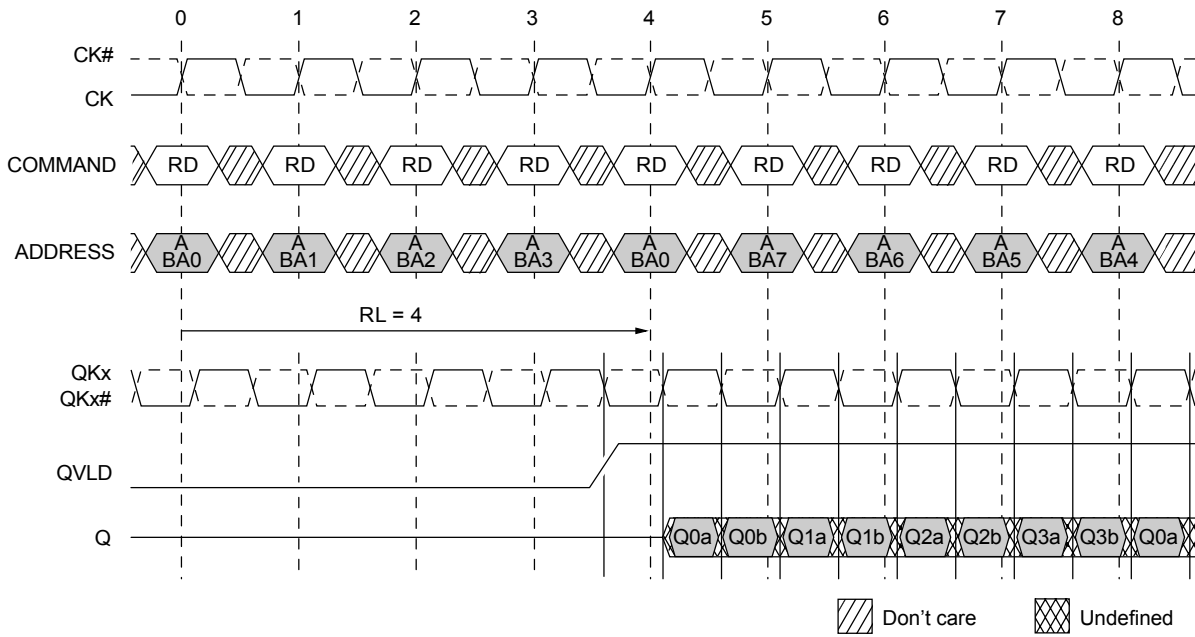 0 1 2 3 4 5 6 7 8
CK#
CK
COMMAND RD RD RD RD RD RD RD RD RD
A A A A A A A A A
ADDRESS BA0 BA1 BA2 BA3 BA0 BA7 BA6 BA5 BA4
RL = 4
QKx
QKx#
QVLD
Q Q0a Q0b Q1a Q1b Q2a Q2b Q3a Q3b Q0a
Don't care Undefined